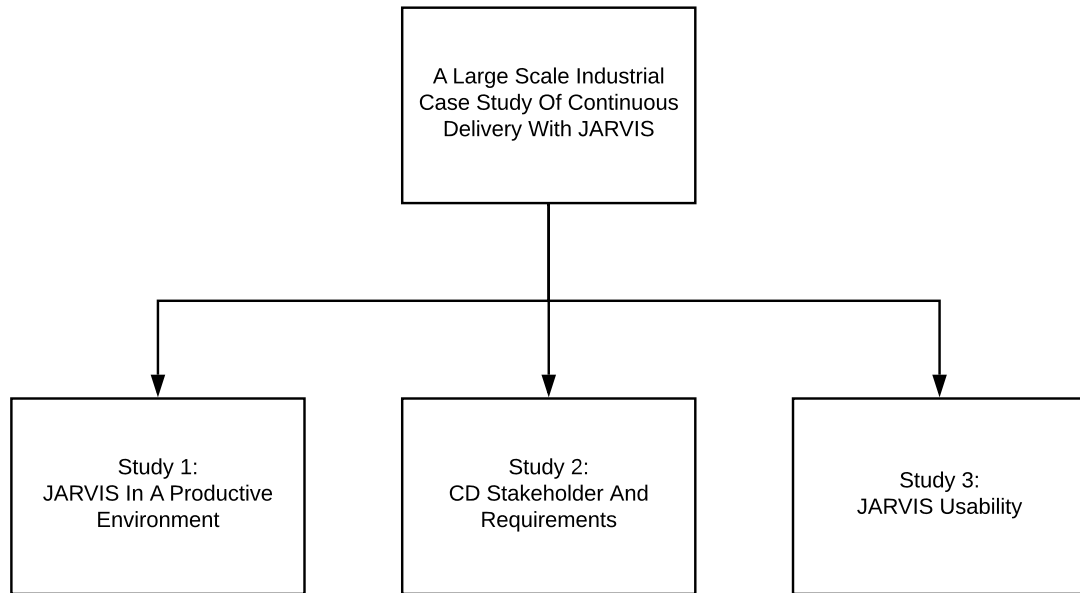 A Large Scale Industrial
Case Study Of Continuous
Delivery With JARVIS
Study 1:
JARVIS In A Productive
Environment
Study 2:
CD Stakeholder And
Requirements
Study 3:
JARVIS Usability